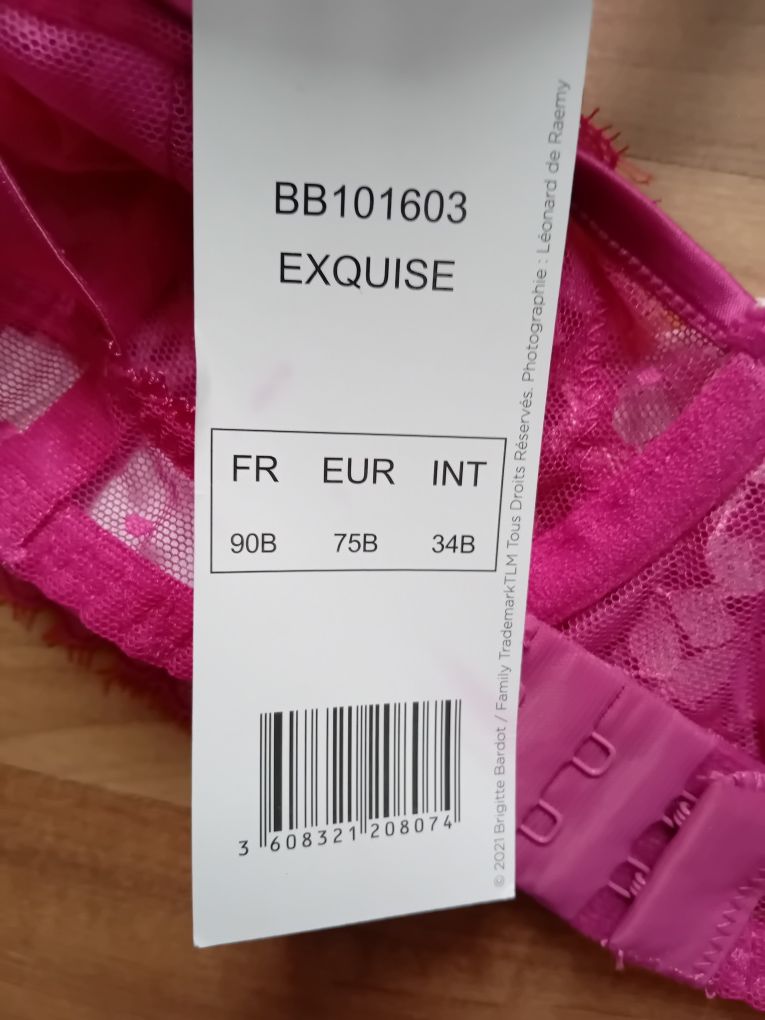 BB101603
EXQUISE
FR EUR INT
90B 75B 34B
3 608321 208074
© 2021 Brigitte Bardot / Family TrademarkTLM Tous Droits Réservés. Photographie : Léonard de Raemy